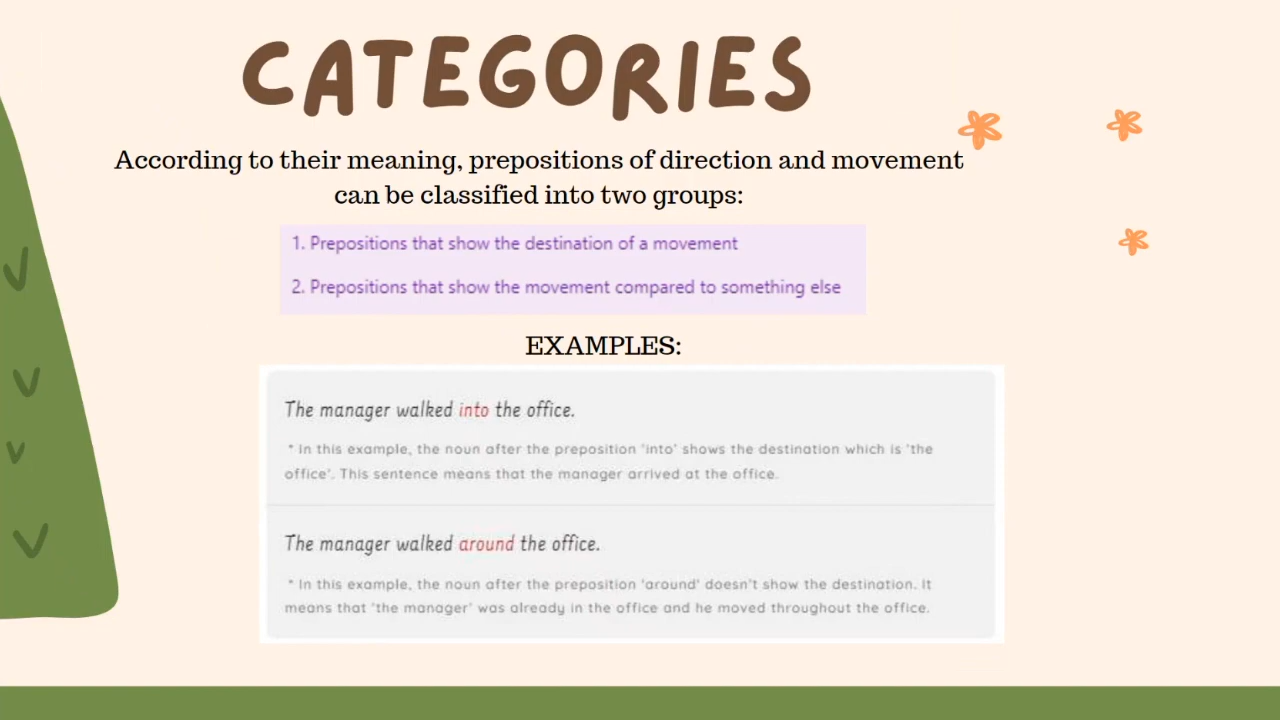 CATEGORIES
According to their meaning, prepositions of direction and movement
can be classified into two groups:
1. Prepositions that show the destination of a movement
2. Prepositions that show the movement compared to something else
EXAMPLES:
The manager walked into the office.
* In this example, the noun after the preposition 'into' shows the destination which is 'the
office'. This sentence means that the manager arrived at the office.
The manager walked around the office.
* In this example, the noun after the preposition 'around' doesn't show the destination. It
means that 'the manager' was already in the office and he moved throughout the office.